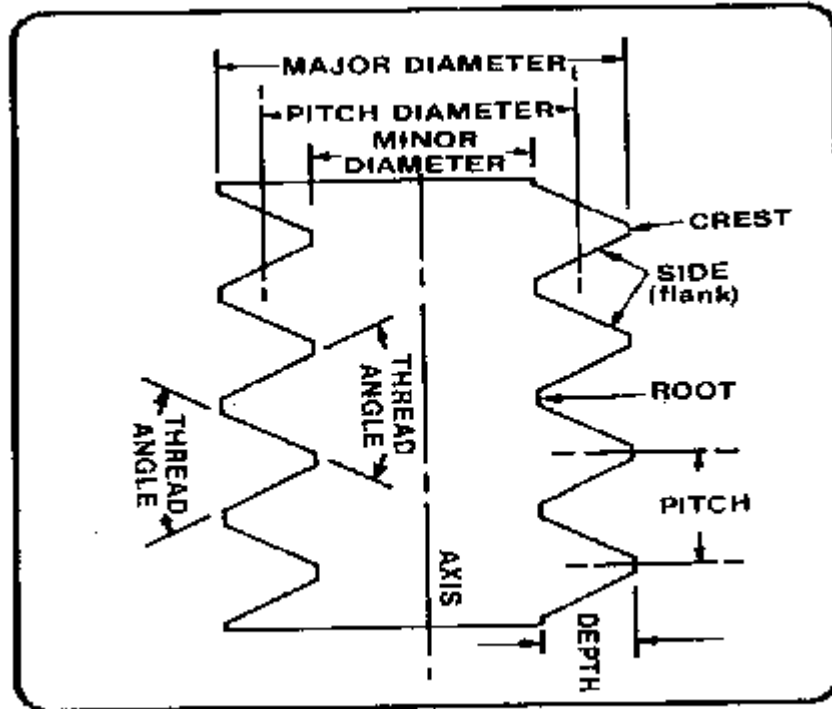 MAJOR DIAMETER
PITCH DIAMETER
MINOR
DIAMETER
CREST
SIDE
(flank)
THREAD
ANGLE
ROOT
THREAD
ANGLE
PITCH
AXIS
DEPTH